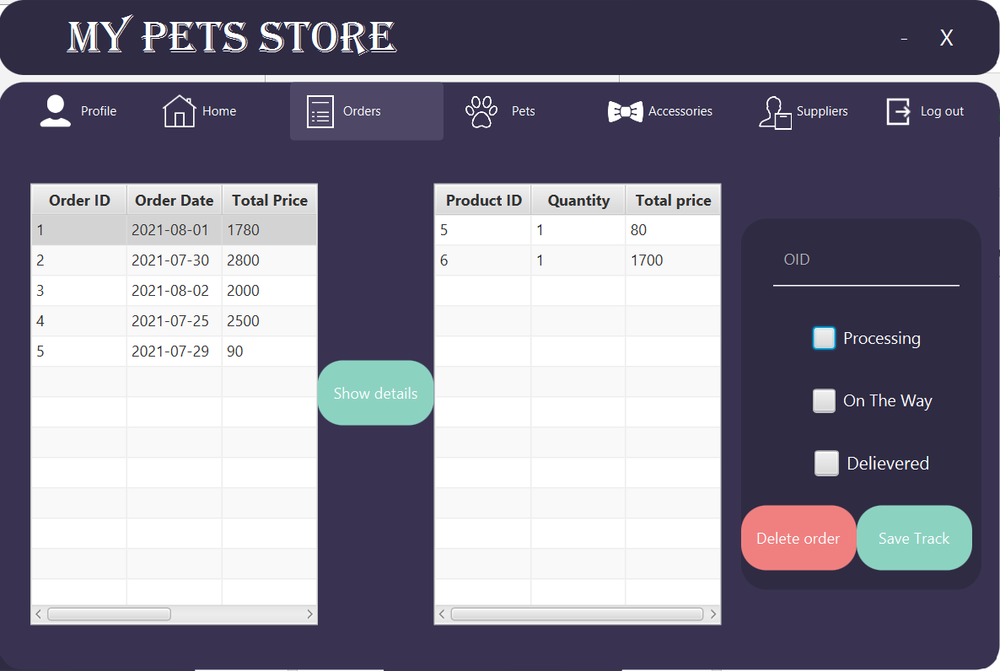 MY PETS STORE
- X
Profile Home Orders Pets Accessories Suppliers Log out
Order ID Order Date Total Price
1 2021-08-01 1780
2 2021-07-30 2800
3 2021-08-02 2000
4 2021-07-25 2500
5 2021-07-29 90
Show details
Product ID Quantity Total price
5 1 80
6 1 1700
OID
Processing
On The Way
Delievered
Delete order Save Track